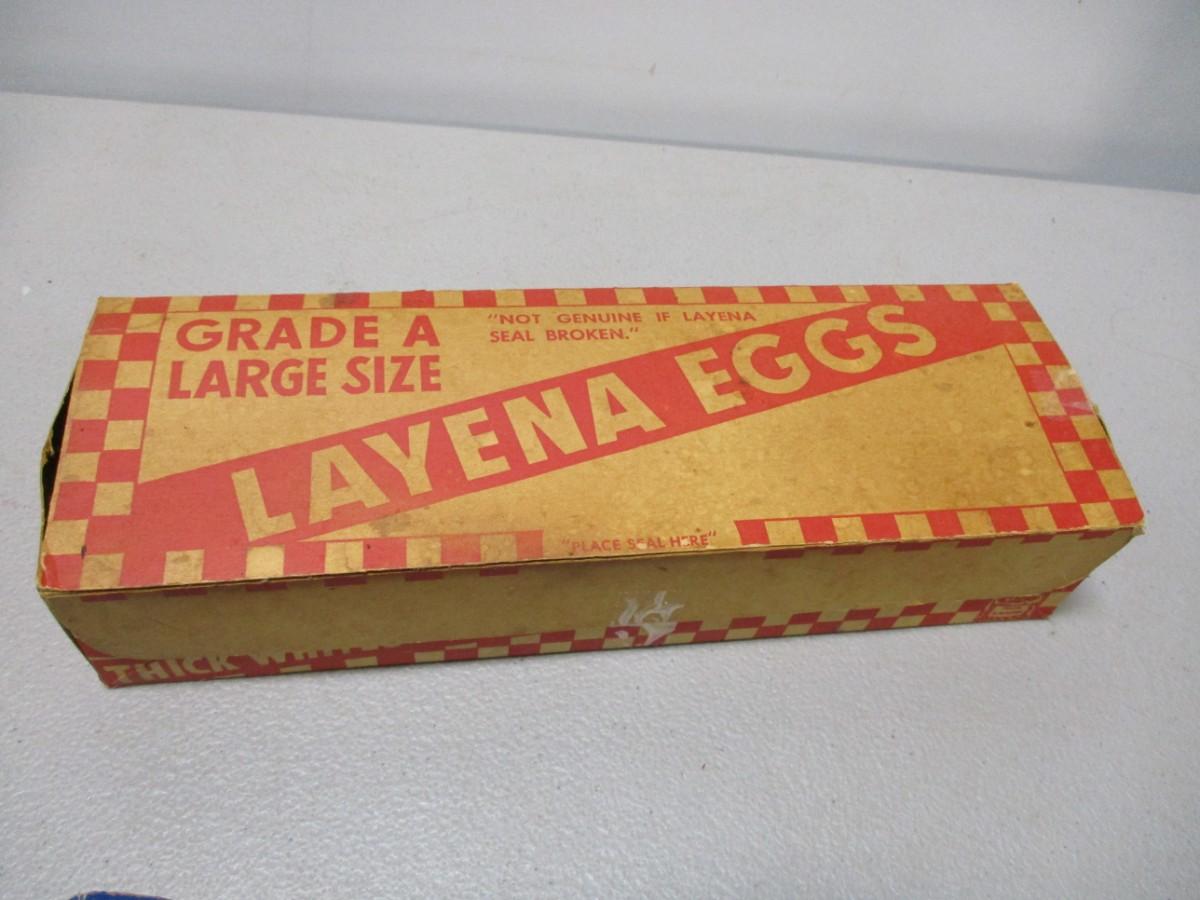 GRADE A
LARGE SIZE
"NOT GENUINE IF LAYENA
SEAL BROKEN."
LAYENA EGGS
"PLACE SEAL HERE"
THICK